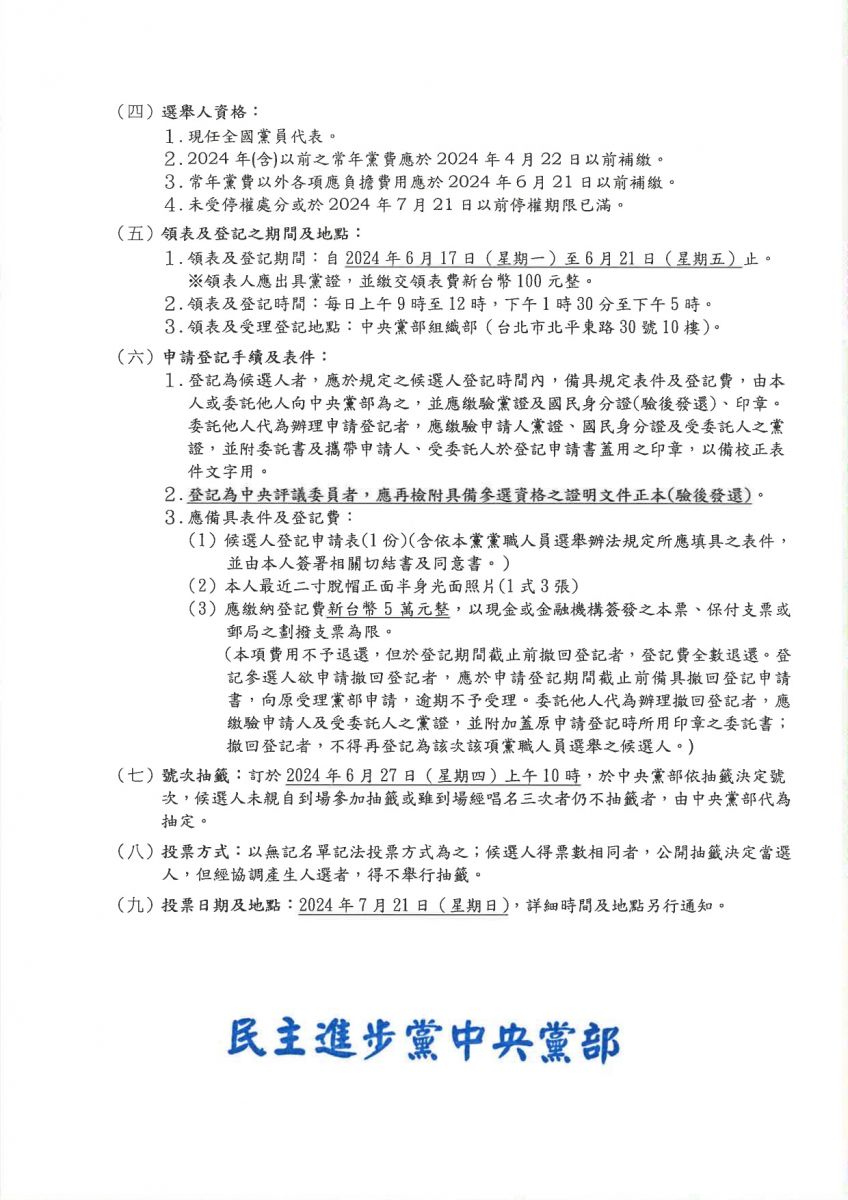 （四）選舉人資格：
1.現任全國黨員代表。
2.2024 年(含)以前之常年黨費應於 2024 年 4 月 22 日以前補繳。
3.常年黨費以外各項應負擔費用應於 2024 年 6 月 21 日以前補繳。
4.未受停權處分或於 2024 年 7 月 21 日以前停權期限已滿。
（五）領表及登記之期間及地點：
1.領表及登記期間：自 2024 年 6 月 17 日（星期一）至 6 月 21 日（星期五）止。
※領表人應出具黨證，並繳交領表費新台幣 100 元整。
2.領表及登記時間：每日上午 9 時至 12 時，下午 1 時 30 分至下午 5 時。
3.領表及受理登記地點：中央黨部組織部（台北市北平東路 30 號 10 樓)。
（六）申請登記手續及表件：
1.登記為候選人者，應於規定之候選人登記時間內，備具規定表件及登記費，由本
人或委託他人向中央黨部為之，並應繳驗黨證及國民身分證(驗後發還)、印章。
委託他人代為辦理申請登記者，應繳驗申請人黨證、國民身分證及受委託人之黨
證，並附委託書及攜帶申請人、受委託人於登記申請書蓋用之印章，以備校正表
件文字用。
2.登記為中央評議委員者，應再檢附具備參選資格之證明文件正本(驗後發還)。
3.應備具表件及登記費：
(1) 候選人登記申請表(1 份)(含依本黨黨職人員選舉辦法規定所應填具之表件，
並由本人簽署相關切結書及同意書。)
(2) 本人最近二寸脫帽正面半身光面照片(1 式 3 張)
(3) 應繳納登記費新台幣 5 萬元整，以現金或金融機構簽發之本票、保付支票或
郵局之劃撥支票為限。
(本項費用不予退還，但於登記期間截止前撤回登記者，登記費全數退還。登
記參選人欲申請撤回登記者，應於申請登記期間截止前備具撤回登記申請
書，向原受理黨部申請，逾期不予受理。委託他人代為辦理撤回登記者，應
繳驗申請人及受委託人之黨證，並附加蓋原申請登記時所用印章之委託書；
撤回登記者，不得再登記為該次該項黨職人員選舉之候選人。)
（七）號次抽籤：訂於 2024 年 6 月 27 日（星期四）上午 10 時，於中央黨部依抽籤決定號
次，候選人未親自到場參加抽籤或雖到場經唱名三次者仍不抽籤者，由中央黨部代為
抽定。
（八）投票方式：以無記名單記法投票方式為之；候選人得票數相同者，公開抽籤決定當選
人，但經協調產生人選者，得不舉行抽籤。
（九）投票日期及地點：2024 年 7 月 21 日（星期日)，詳細時間及地點另行通知。
民主進步黨中央黨部